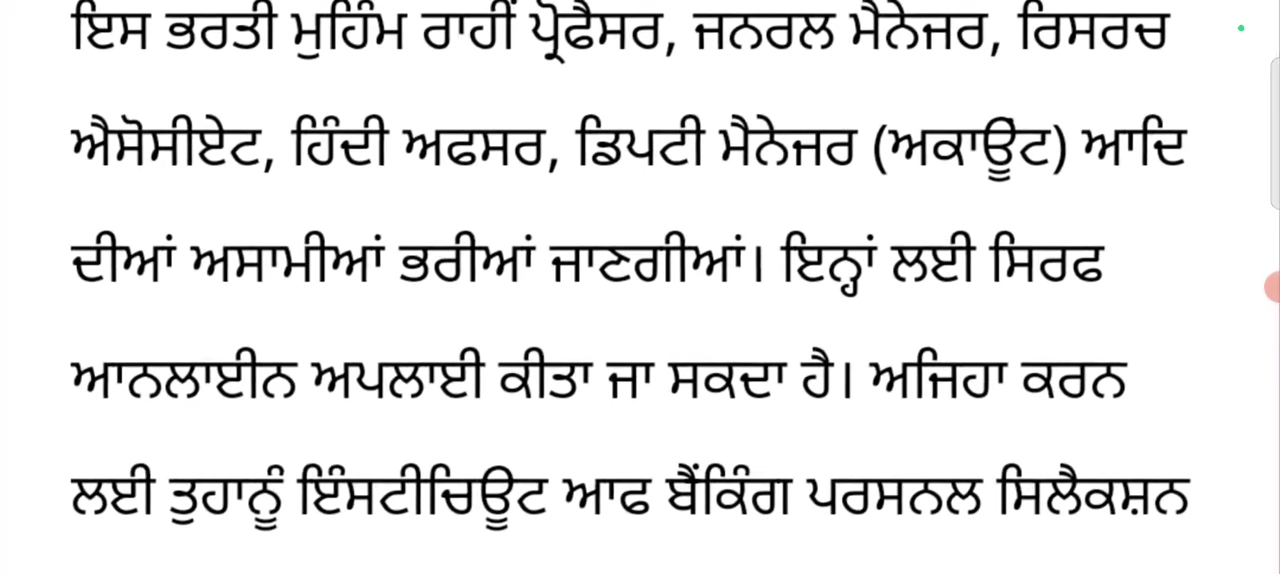 ਇਸ ਭਰਤੀ ਮੁਹਿੰਮ ਰਾਹੀਂ ਪ੍ਰੋਫੈਸਰ, ਜਨਰਲ ਮੈਨੇਜਰ, ਰਿਸਰਚ
ਐਸੋਸੀਏਟ, ਹਿੰਦੀ ਅਫਸਰ, ਡਿਪਟੀ ਮੈਨੇਜਰ (ਅਕਾਊਂਟ) ਆਦਿ
ਦੀਆਂ ਅਸਾਮੀਆਂ ਭਰੀਆਂ ਜਾਣਗੀਆਂ। ਇਨ੍ਹਾਂ ਲਈ ਸਿਰਫ
ਆਨਲਾਈਨ ਅਪਲਾਈ ਕੀਤਾ ਜਾ ਸਕਦਾ ਹੈ। ਅਜਿਹਾ ਕਰਨ
ਲਈ ਤੁਹਾਨੂੰ ਇੰਸਟੀਚਿਊਟ ਆਫ ਬੈਂਕਿੰਗ ਪਰਸਨਲ ਸਿਲੈਕਸ਼ਨ